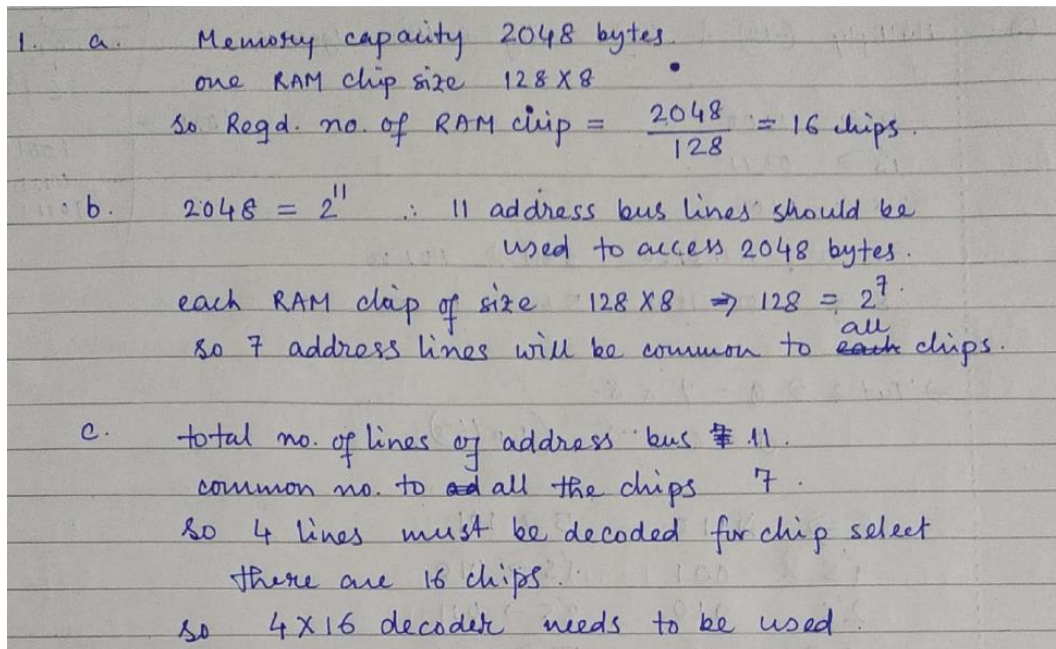 1. a. Memory capacity 2048 bytes.
one RAM chip size 128 X 8
so Reqd. no. of RAM chip = 2048/128 = 16 chips.
b. 2048 = 2^11 ∴ 11 address bus lines should be
used to access 2048 bytes.
each RAM chip of size 128 X 8 ⇒ 128 = 2^7.
so 7 address lines will be common to all chips.
c. total no. of lines of address bus 11.
common no. to all the chips 7.
so 4 lines must be decoded for chip select
there are 16 chips.
so 4 X 16 decoder needs to be used.